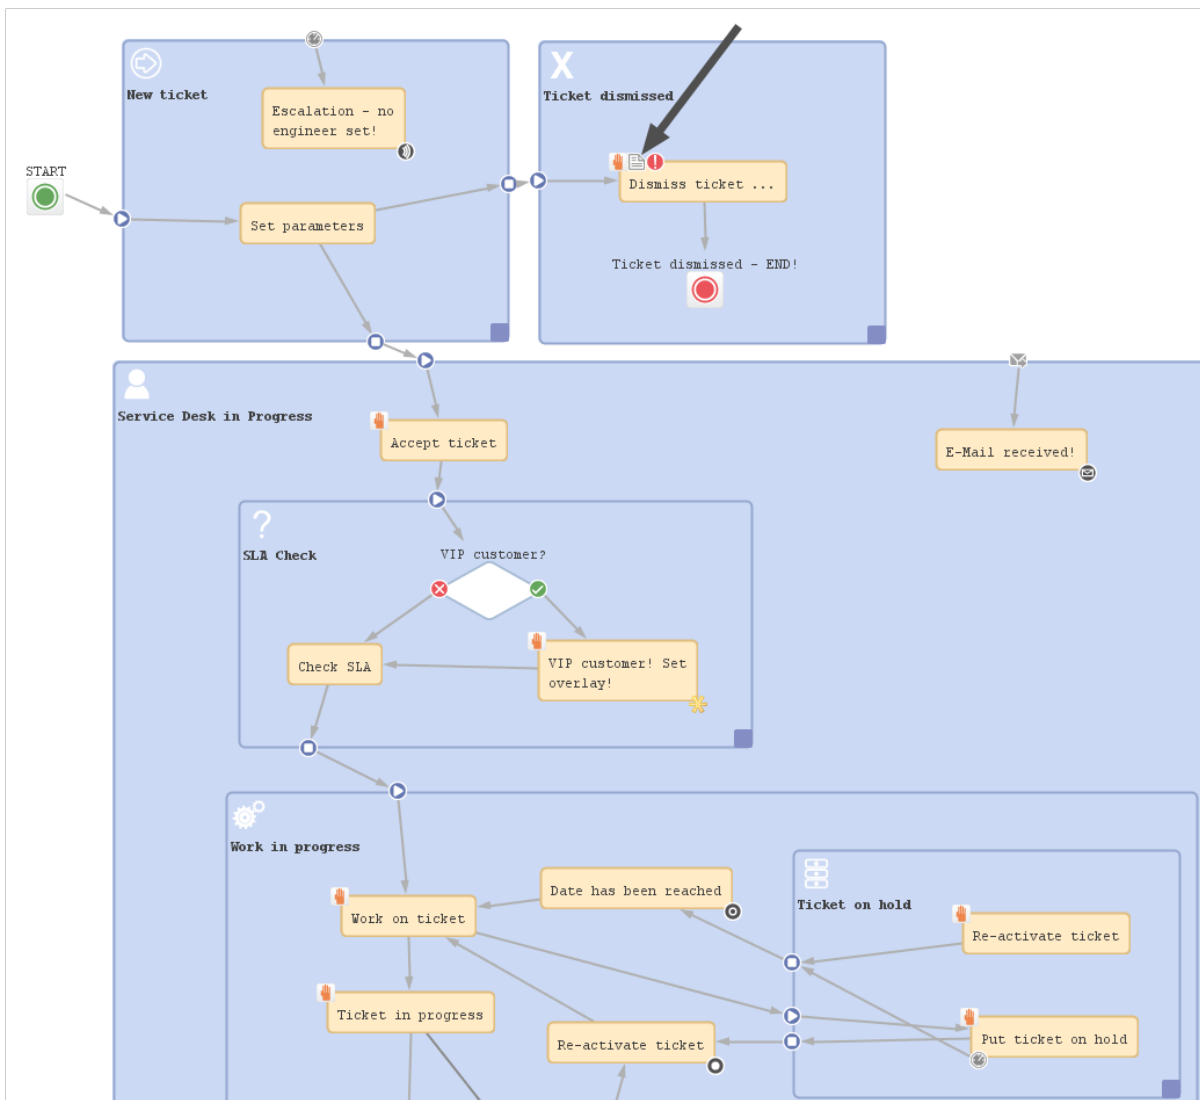 New ticket
Escalation - no
engineer set!
START
Set parameters
X
Ticket dismissed
Dismiss ticket ...
Ticket dismissed - END!
Service Desk in Progress
Accept ticket
E-Mail received!
?
SLA Check
VIP customer?
Check SLA
VIP customer! Set
overlay!
Work in progress
Date has been reached
Work on ticket
Ticket on hold
Re-activate ticket
Ticket in progress
Re-activate ticket
Put ticket on hold